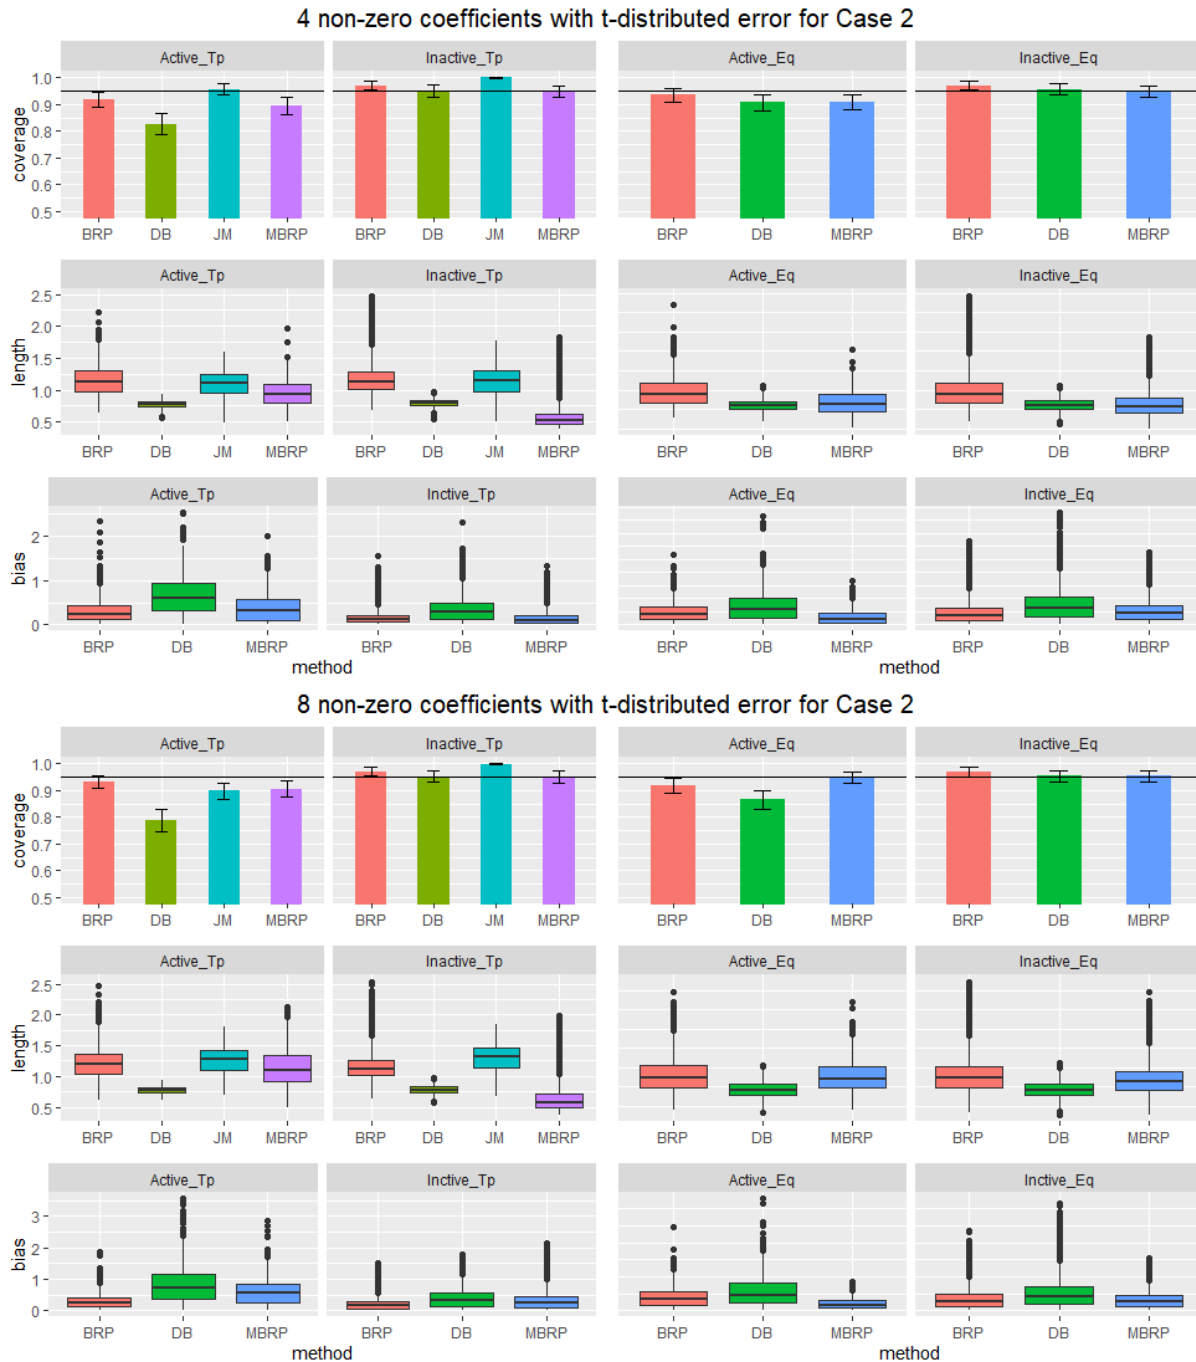 4 non-zero coefficients with t-distributed error for Case 2
Active_Tp Inactive_Tp Active_Eq Inactive_Eq
coverage
1.0
0.9
0.8
0.7
0.6
0.5
BRP DB JM MBRP BRP DB JM MBRP BRP DB MBRP BRP DB MBRP
Active_Tp Inactive_Tp Active_Eq Inactive_Eq
length
2.5
2.0
1.5
1.0
0.5
BRP DB JM MBRP BRP DB JM MBRP BRP DB MBRP BRP DB MBRP
Active_Tp Inctive_Tp Active_Eq Inctive_Eq
bias
2
1
0
BRP DB MBRP BRP DB MBRP BRP DB MBRP BRP DB MBRP
method method
8 non-zero coefficients with t-distributed error for Case 2
Active_Tp Inactive_Tp Active_Eq Inactive_Eq
coverage
1.0
0.9
0.8
0.7
0.6
0.5
BRP DB JM MBRP BRP DB JM MBRP BRP DB MBRP BRP DB MBRP
Active_Tp Inactive_Tp Active_Eq Inactive_Eq
length
2.5
2.0
1.5
1.0
0.5
BRP DB JM MBRP BRP DB JM MBRP BRP DB MBRP BRP DB MBRP
Active_Tp Inctive_Tp Active_Eq Inctive_Eq
bias
3
2
1
0
BRP DB MBRP BRP DB MBRP BRP DB MBRP BRP DB MBRP
method method